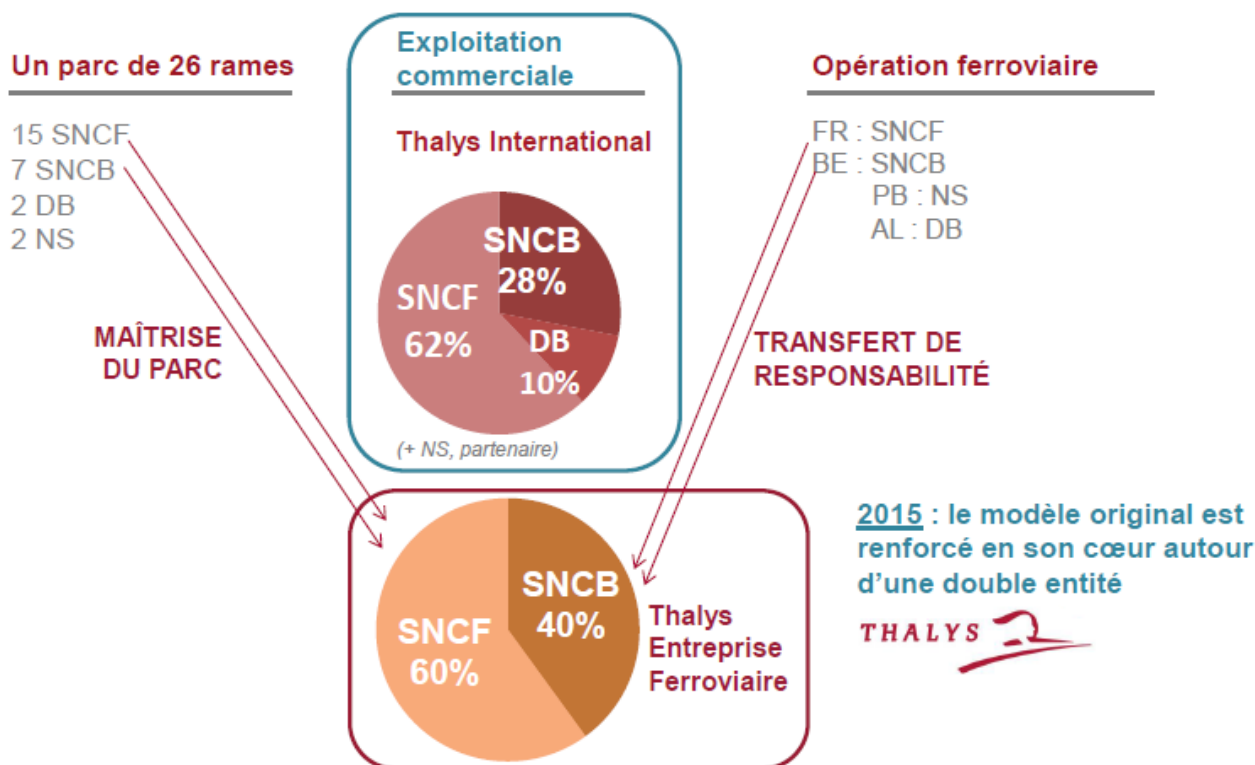 Un parc de 26 rames
15 SNCF
7 SNCB
2 DB
2 NS
MAÎTRISE
DU PARC
Exploitation
commerciale
Thalys International
SNCB
28%
SNCF
62%
DB
10%
(+ NS, partenaire)
Opération ferroviaire
FR : SNCF
BE : SNCB
PB : NS
AL : DB
TRANSFERT DE
RESPONSABILITÉ
SNCB
40%
SNCF
60%
Thalys
Entreprise
Ferroviaire
2015 : le modèle original est
renforcé en son cœur autour
d’une double entité
THALYS